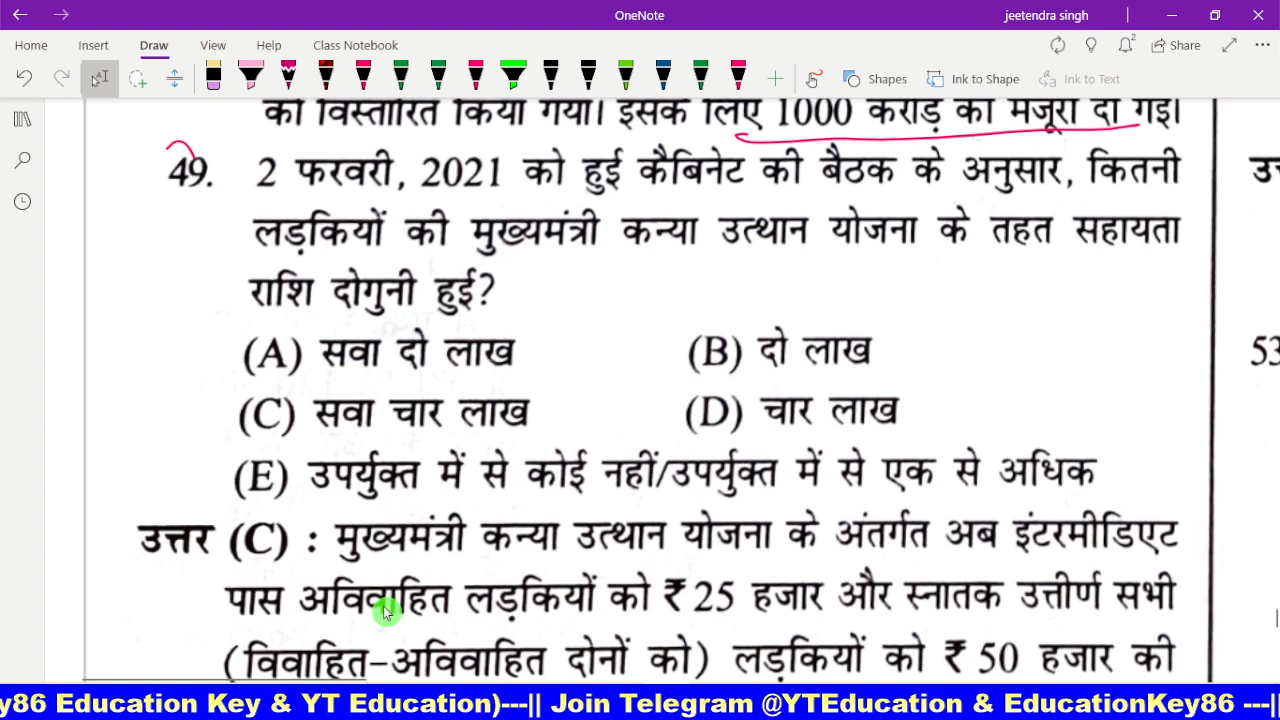 OneNote
jeetendra singh
Home Insert Draw View Help Class Notebook
Share
Shapes Ink to Shape Ink to Text
को विस्तारित किया गया। इसके लिए 1000 करोड़ की मंजूरी दी गई।
49. 2 फरवरी, 2021 को हुई कैबिनेट की बैठक के अनुसार, कितनी
लड़कियों की मुख्यमंत्री कन्या उत्थान योजना के तहत सहायता
राशि दोगुनी हुई?
(A) सवा दो लाख (B) दो लाख
(C) सवा चार लाख (D) चार लाख
(E) उपर्युक्त में से कोई नहीं/उपर्युक्त में से एक से अधिक
उत्तर (C) : मुख्यमंत्री कन्या उत्थान योजना के अंतर्गत अब इंटरमीडिएट
पास अविवाहित लड़कियों को ₹ 25 हजार और स्नातक उत्तीर्ण सभी
(विवाहित-अविवाहित दोनों को) लड़कियों को ₹ 50 हजार की
53
y86 Education Key & YT Education)---|| Join Telegram @YTEducation & EducationKey86 ---||